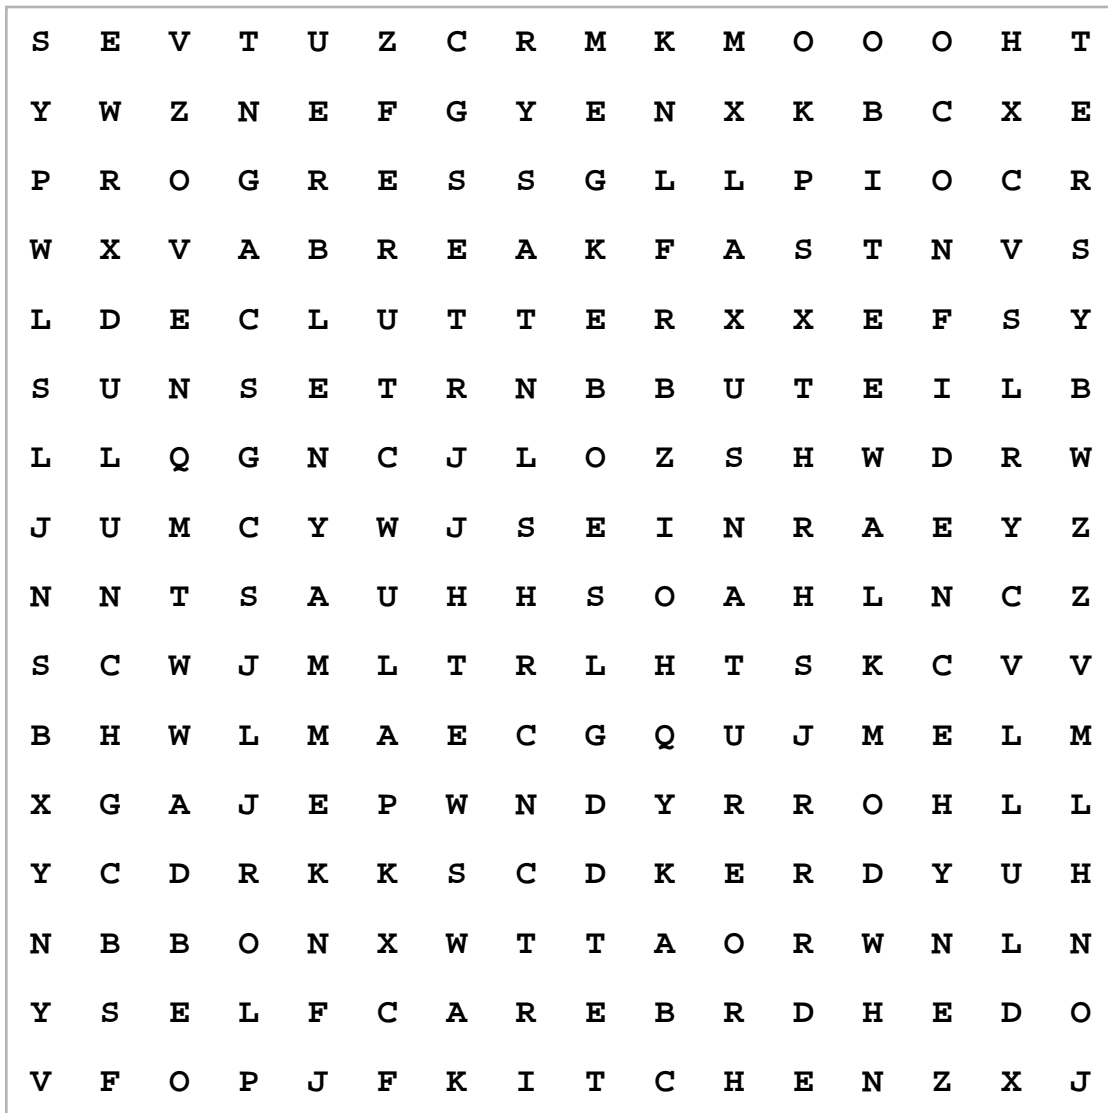 S E V T U Z C R M K M O O O H T
Y W Z N E F G Y E N X K B C X E
P R O G R E S S G L L P I O C R
W X V A B R E A K F A S T N V S
L D E C L U T T E R X X E F S Y
S U N S E T R N B B U T E I L B
L L Q G N C J L O Z S H W D R W
J U M C Y W J S E I N R A E Y Z
N N T S A U H H S O A H L N C Z
S C W J M L T R L H T S K C V V
B H W L M A E C G Q U J M E L M
X G A J E P W N D Y R R O H L L
Y C D R K K S C D K E R D Y U H
N B B O N X W T T A O R W N L N
Y S E L F C A R E B R D H E D O
V F O P J F K I T C H E N Z X J